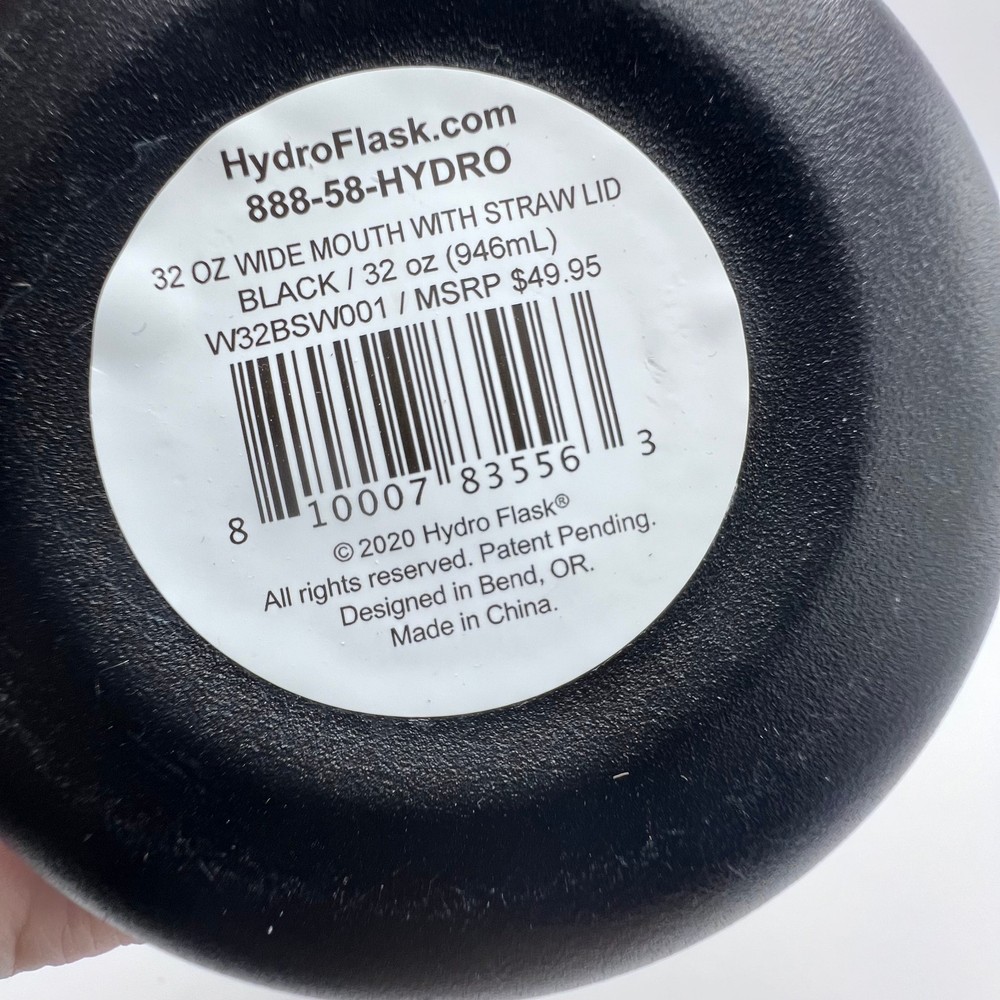 HydroFlask.com
888-58-HYDRO
32 OZ WIDE MOUTH WITH STRAW LID
BLACK / 32 oz (946mL)
W32BSW001 / MSRP $49.95
8 10007 83556 3
© 2020 Hydro Flask®
All rights reserved. Patent Pending.
Designed in Bend, OR.
Made in China.